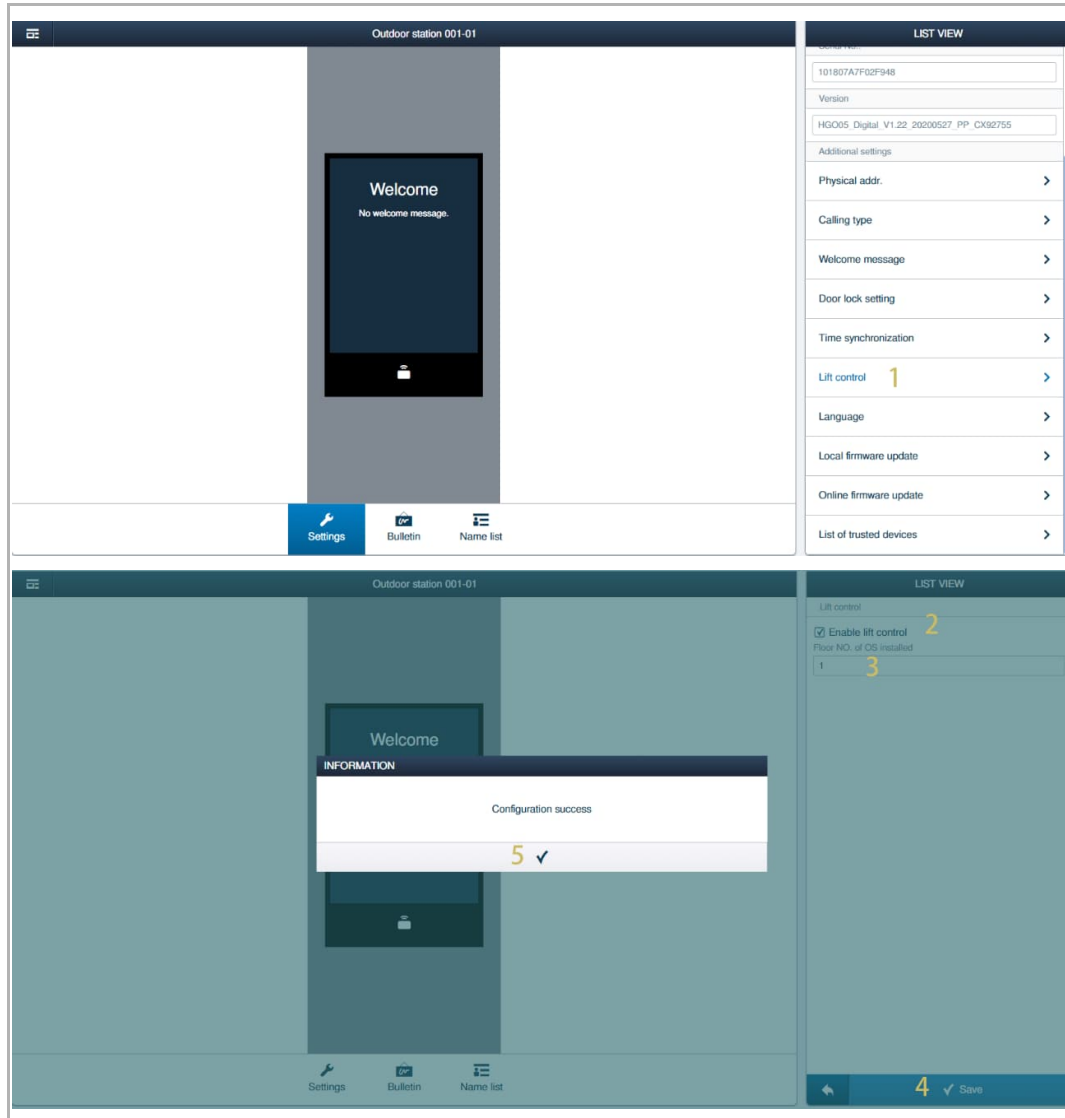 Outdoor station 001-01
LIST VIEW
Serial No.:
101807A7F02F948
Version
HGO05_Digital_V1.22_20200527_PP_CX92755
Additional settings
Physical addr.
Calling type
Welcome
No welcome message.
Welcome message
Door lock setting
Time synchronization
Lift control 1
Language
Local firmware update
Online firmware update
List of trusted devices
Settings
Bulletin
Name list
Outdoor station 001-01
LIST VIEW
Lift control
Enable lift control 2
Floor NO. of OS installed
1 3
Welcome
INFORMATION
Configuration success
5
Settings
Bulletin
Name list
4 Save